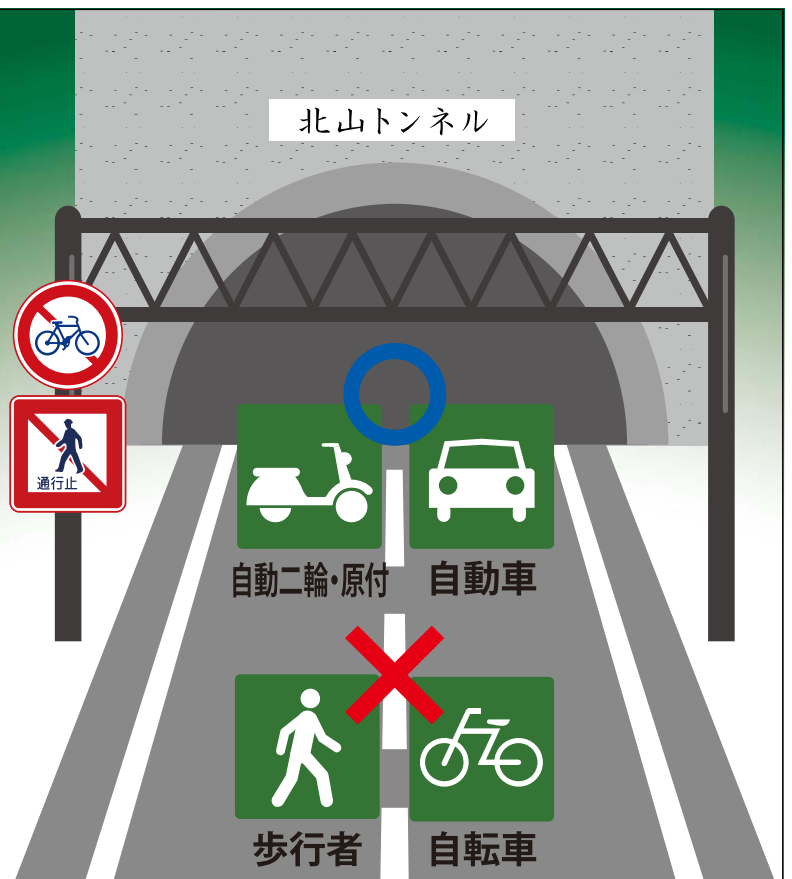 北山トンネル
通行止
自動二輪・原付
自動車
歩行者
自転車